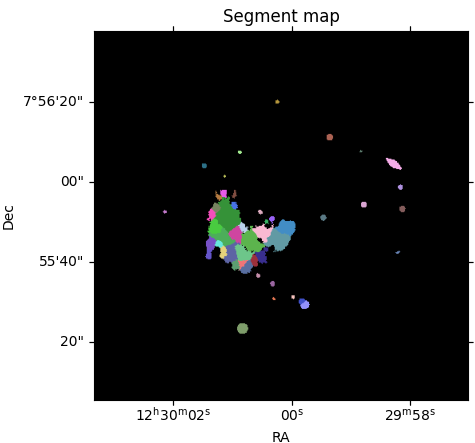 Segment map
7°56'20"
00"
55'40"
20"
Dec
12ʰ30ᵐ02ˢ 00ˢ 29ᵐ58ˢ
RA